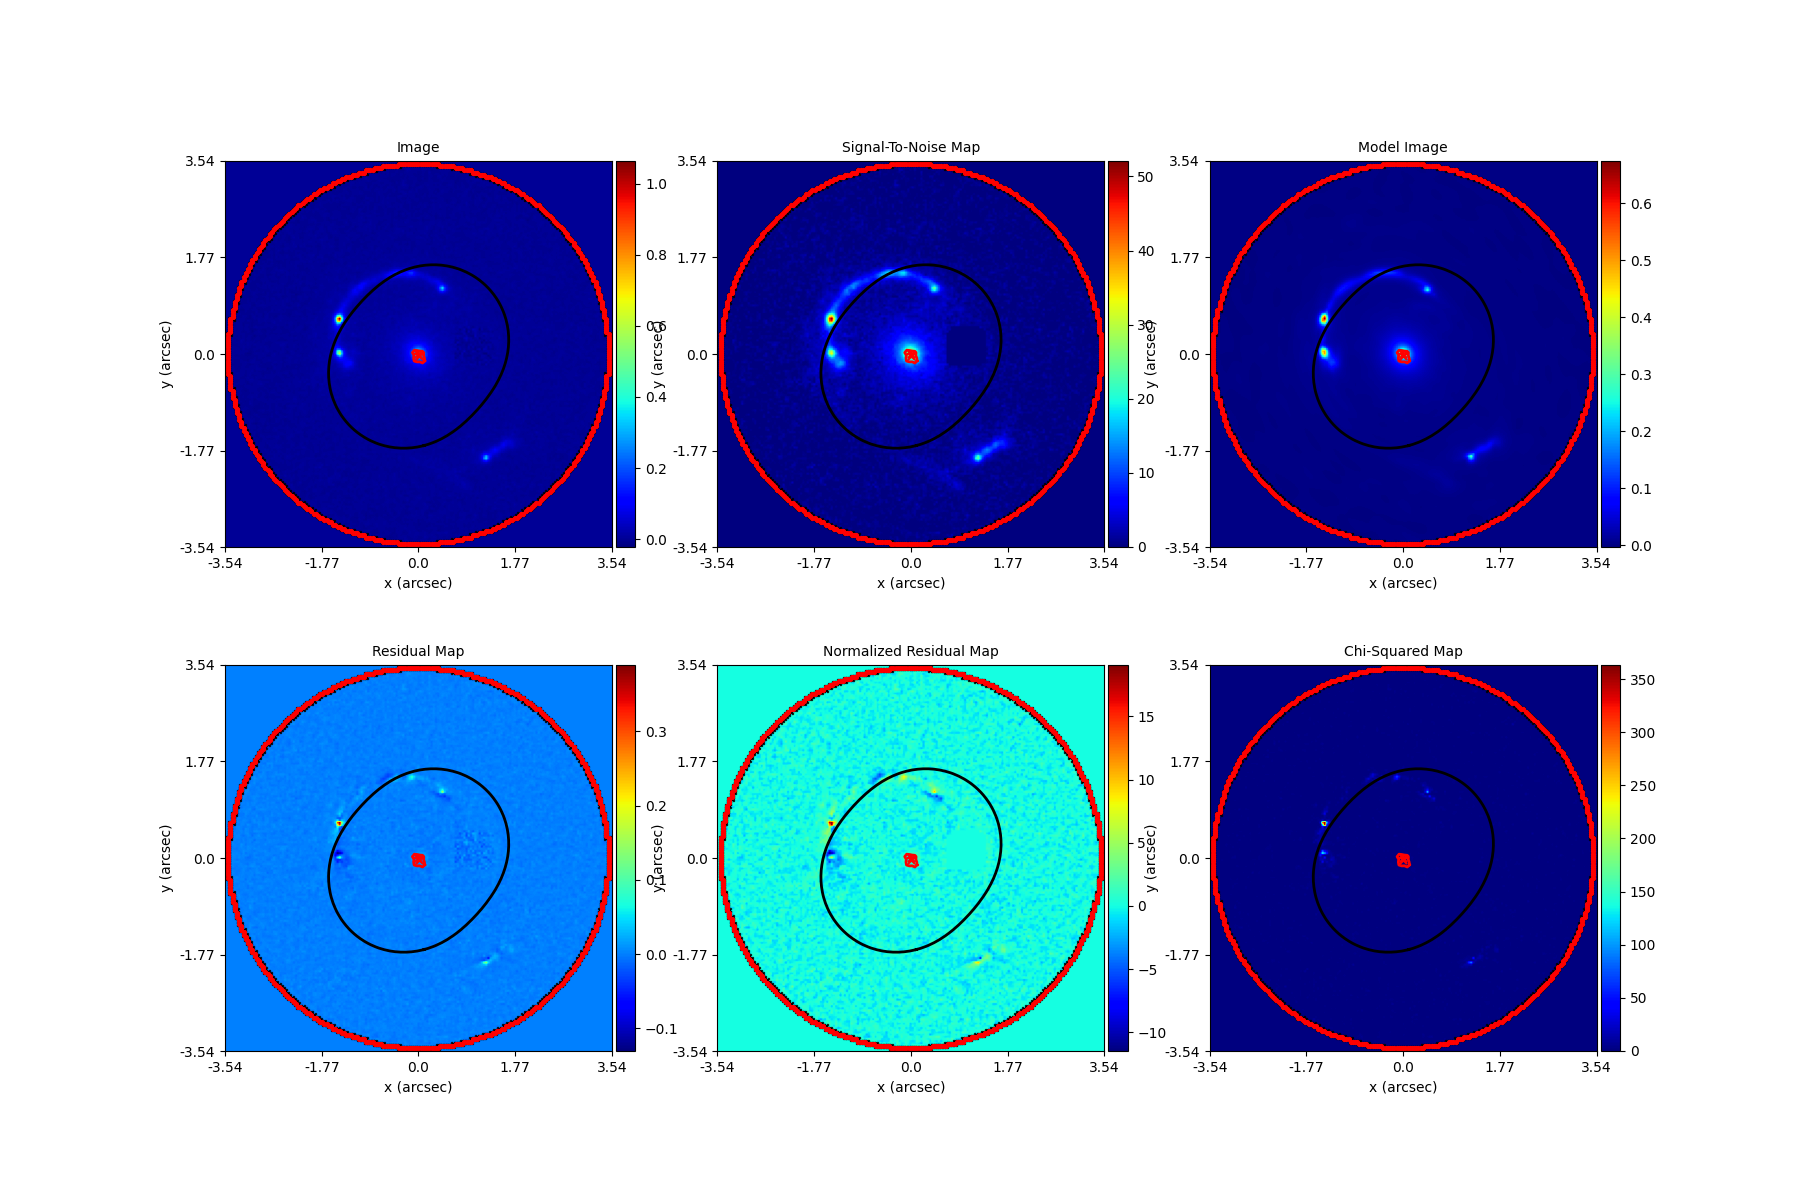 Image
Signal-To-Noise Map
Model Image
3.54
1.77
0.0
-1.77
-3.54
y (arcsec)
-3.54 -1.77 0.0 1.77 3.54
x (arcsec)
1.0
0.8
0.6
0.4
0.2
0.0
3.54
1.77
0.0
-1.77
-3.54
y (arcsec)
-3.54 -1.77 0.0 1.77 3.54
x (arcsec)
50
40
30
20
10
0
3.54
1.77
0.0
-1.77
-3.54
y (arcsec)
-3.54 -1.77 0.0 1.77 3.54
x (arcsec)
0.6
0.5
0.4
0.3
0.2
0.1
0.0
Residual Map
Normalized Residual Map
Chi-Squared Map
3.54
1.77
0.0
-1.77
-3.54
y (arcsec)
-3.54 -1.77 0.0 1.77 3.54
x (arcsec)
0.3
0.2
0.1
0.0
−0.1
3.54
1.77
0.0
-1.77
-3.54
y (arcsec)
-3.54 -1.77 0.0 1.77 3.54
x (arcsec)
15
10
5
0
−5
−10
3.54
1.77
0.0
-1.77
-3.54
y (arcsec)
-3.54 -1.77 0.0 1.77 3.54
x (arcsec)
350
300
250
200
150
100
50
0